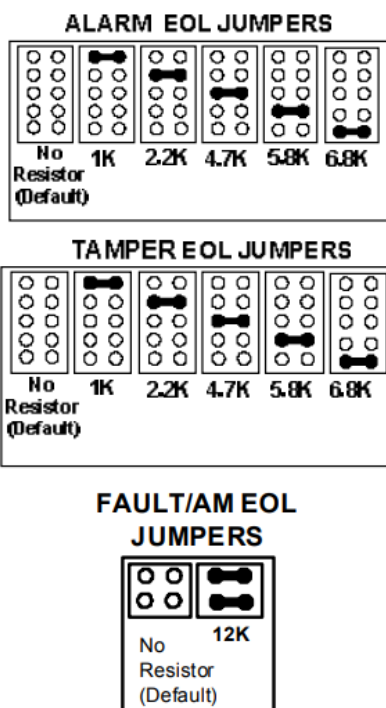 ALARM EOL JUMPERS
No Resistor (Default) 1K 2.2K 4.7K 5.8K 6.8K
TAMPER EOL JUMPERS
No Resistor (Default) 1K 2.2K 4.7K 5.8K 6.8K
FAULT/AM EOL
JUMPERS
12K
No
Resistor
(Default)